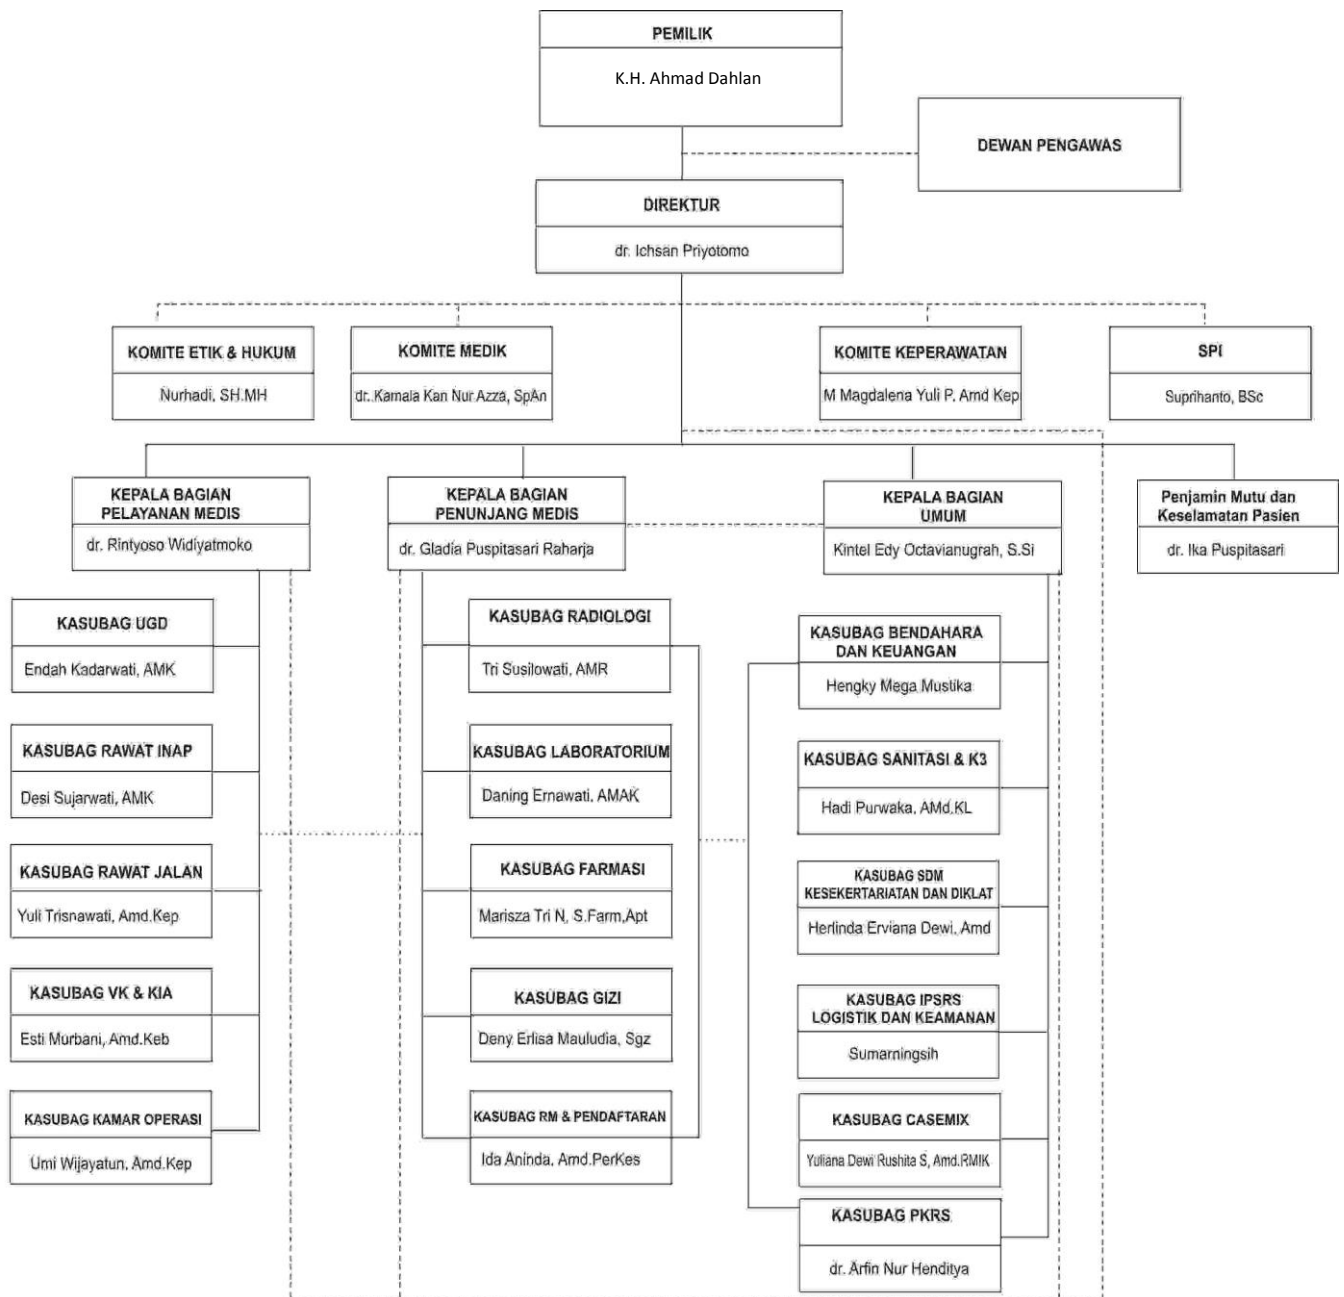 PEMILIK
K.H. Ahmad Dahlan
DEWAN PENGAWAS
DIREKTUR
dr. Ichsan Priyotomo
KOMITE ETIK & HUKUM
Nurhadi, SH.MH
KOMITE MEDIK
dr..Kamala Kan Nur Azza, SpAn
KOMITE KEPERAWATAN
M Magdalena Yuli P, Amd Kep
SPI
Suprihanto, BSc
KEPALA BAGIAN
PELAYANAN MEDIS
dr. Rintyoso Widiyatmoko
KEPALA BAGIAN
PENUNJANG MEDIS
dr. Gladia Puspitasari Raharja
KEPALA BAGIAN
UMUM
Kintel Edy Octavianugrah, S.Si
Penjamin Mutu dan
Keselamatan Pasien
dr. Ika Puspitasari
KASUBAG UGD
Endah Kadarwati, AMK
KASUBAG RAWAT INAP
Desi Sujarwati, AMK
KASUBAG RAWAT JALAN
Yuli Trisnawati, Amd.Kep
KASUBAG VK & KIA
Esti Murbani, Amd.Keb
KASUBAG KAMAR OPERASI
Umi Wijayatun, Amd.Kep
KASUBAG RADIOLOGI
Tri Susilowati, AMR
KASUBAG LABORATORIUM
Daning Ernawati, AMAK
KASUBAG FARMASI
Marisza Tri N, S.Farm,Apt
KASUBAG GIZI
Deny Erlisa Mauludia, Sgz
KASUBAG RM & PENDAFTARAN
Ida Aninda, Amd.PerKes
KASUBAG BENDAHARA
DAN KEUANGAN
Hengky Mega Mustika
KASUBAG SANITASI & K3
Hadi Purwaka, AMd.KL
KASUBAG SDM
KESEKERTARIATAN DAN DIKLAT
Herlinda Erviana Dewi, Amd
KASUBAG IPSRS
LOGISTIK DAN KEAMANAN
Sumarningsih
KASUBAG CASEMIX
Yuliana Dewi Rushita S, Amd.RMIK
KASUBAG PKRS
dr. Arfin Nur Henditya